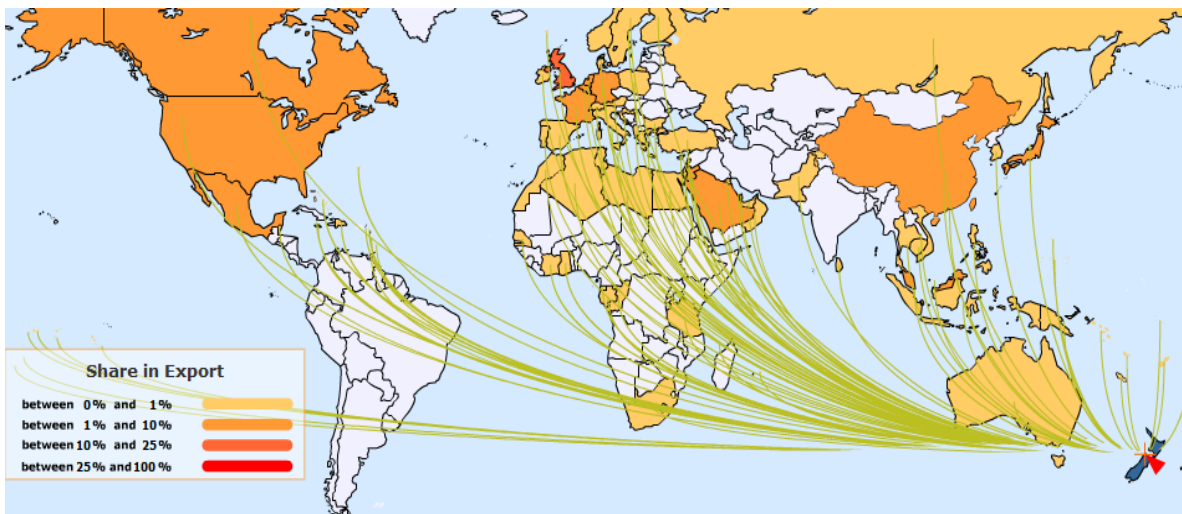 Share in Export
between 0% and 1%
between 1% and 10%
between 10% and 25%
between 25% and 100%